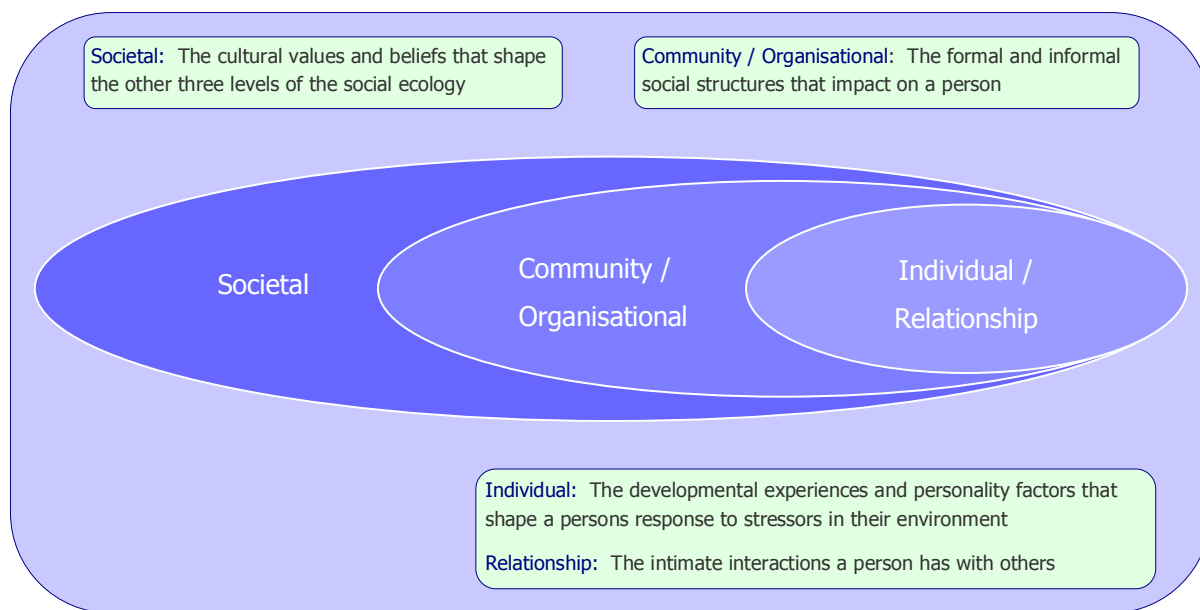 Societal: The cultural values and beliefs that shape
the other three levels of the social ecology
Community / Organisational: The formal and informal
social structures that impact on a person
Societal
Community /
Organisational
Individual /
Relationship
Individual: The developmental experiences and personality factors that
shape a persons response to stressors in their environment
Relationship: The intimate interactions a person has with others